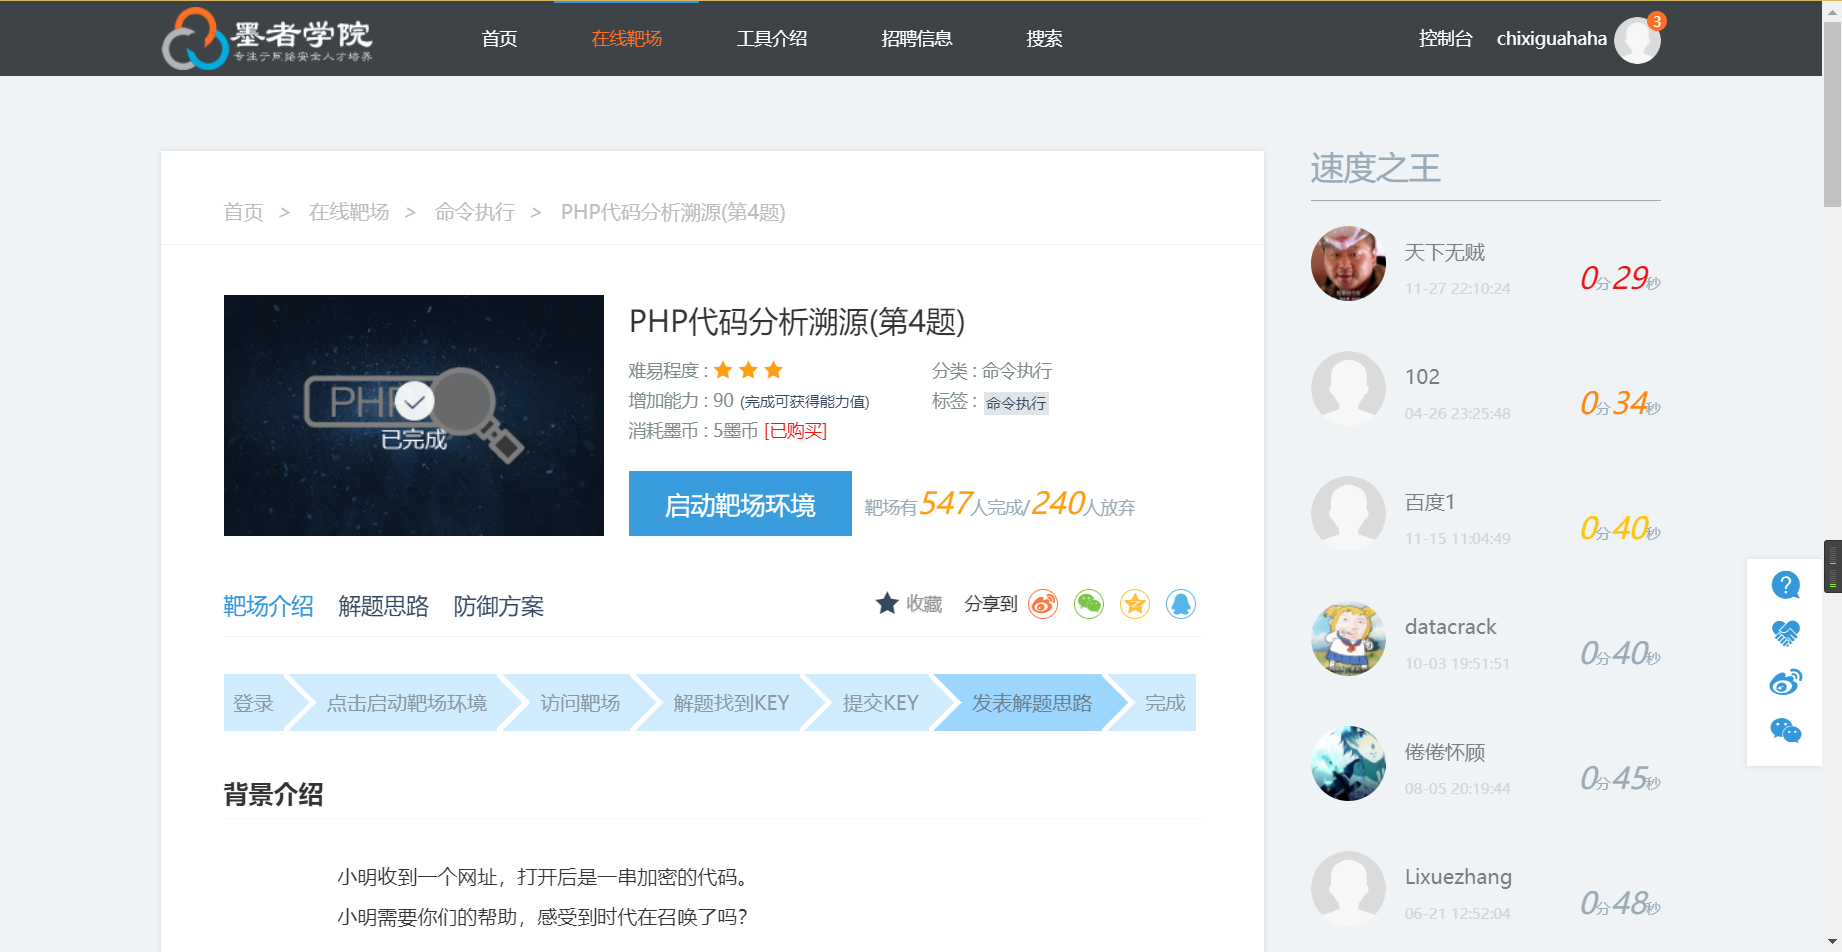 墨者学院
专注于网络安全人才培养
首页 在线靶场 工具介绍 招聘信息 搜索 控制台 chixiguahaha 3
首页 > 在线靶场 > 命令执行 > PHP代码分析溯源(第4题)
PHP
已完成
PHP代码分析溯源(第4题)
难易程度 : 分类 : 命令执行
增加能力 : 90 (完成可获得能力值) 标签 : 命令执行
消耗墨币 : 5墨币 [已购买]
启动靶场环境 靶场有547人完成/240人放弃
靶场介绍 解题思路 防御方案 收藏 分享到
登录 点击启动靶场环境 访问靶场 解题找到KEY 提交KEY 发表解题思路 完成
背景介绍
小明收到一个网址，打开后是一串加密的代码。
小明需要你们的帮助，感受到时代在召唤了吗？
速度之王
天下无贼
11-27 22:10:24 0分29秒
102
04-26 23:25:48 0分34秒
百度1
11-15 11:04:49 0分40秒
datacrack
10-03 19:51:51 0分40秒
倦倦怀顾
08-05 20:19:44 0分45秒
Lixuezhang
06-21 12:52:04 0分48秒